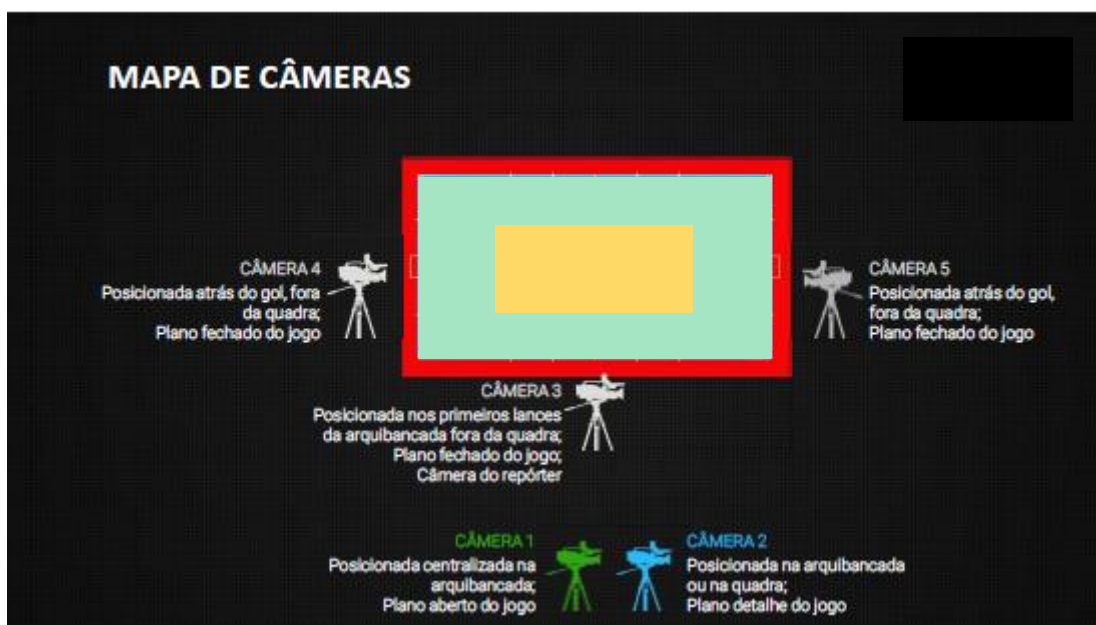 MAPA DE CÂMERAS
CÂMERA 4
Posicionada atrás do gol, fora
da quadra;
Plano fechado do jogo
CÂMERA 5
Posicionada atrás do gol,
fora da quadra;
Plano fechado do jogo
CÂMERA 3
Posicionada nos primeiros lances
da arquibancada fora da quadra;
Plano fechado do jogo;
Câmera do repórter
CÂMERA 1
Posicionada centralizada na
arquibancada;
Plano aberto do jogo
CÂMERA 2
Posicionada na arquibancada
ou na quadra;
Plano detalhe do jogo